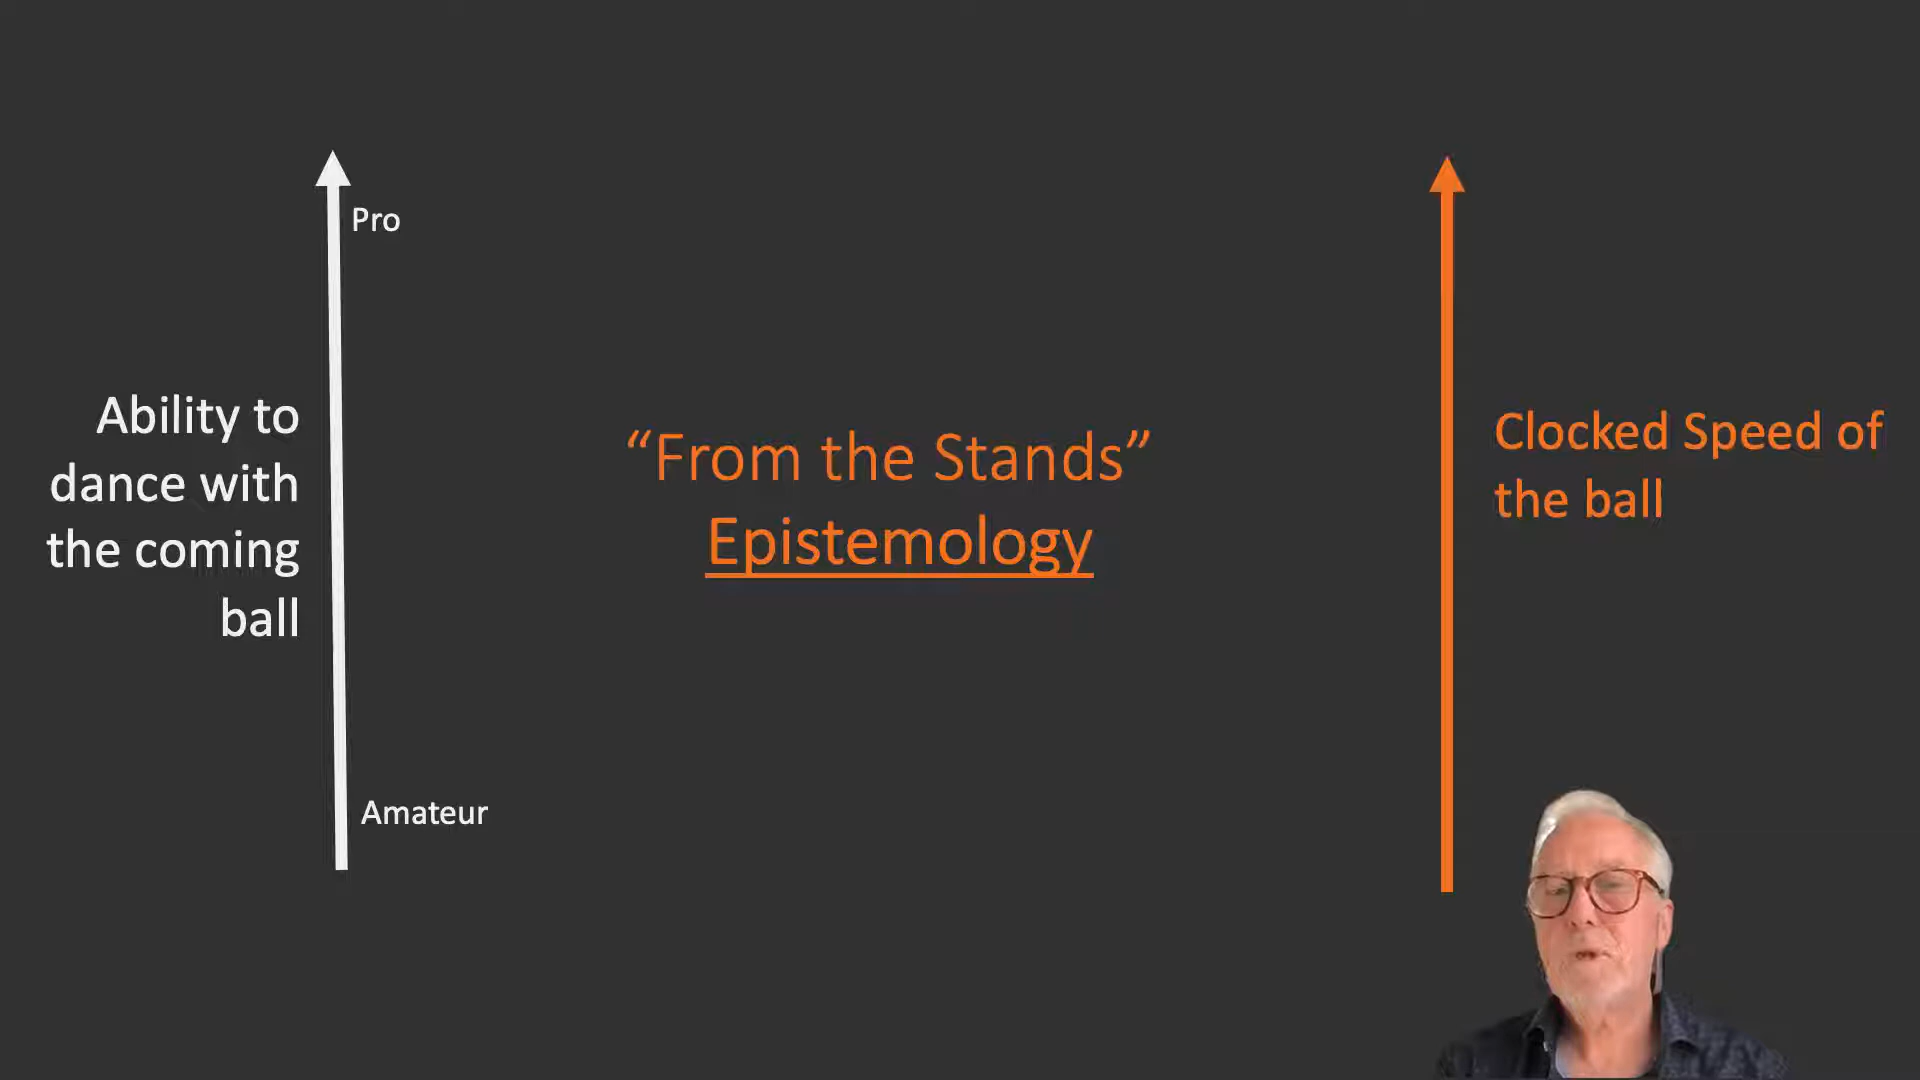 Pro
Ability to
dance with
the coming
ball
Amateur
“From the Stands”
Epistemology
Clocked Speed of
the ball